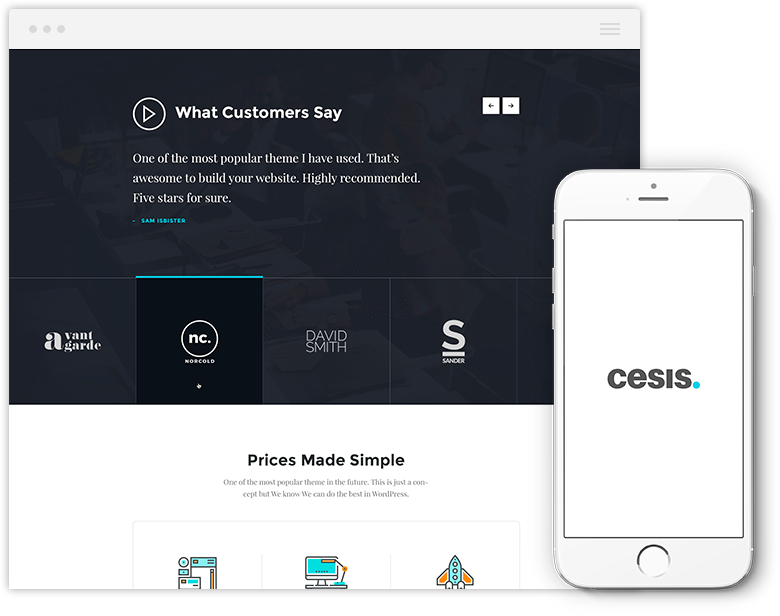 What Customers Say
One of the most popular theme I have used. That's
awesome to build your website. Highly recommended.
Five stars for sure.
- SAM ISBISTER
avant
garde
nc.
NORCOLD
DAVID
SMITH
S
SANDER
cesis.
Prices Made Simple
One of the most popular theme in the future. This is just a con-
cept but We know We can do the best in WordPress.